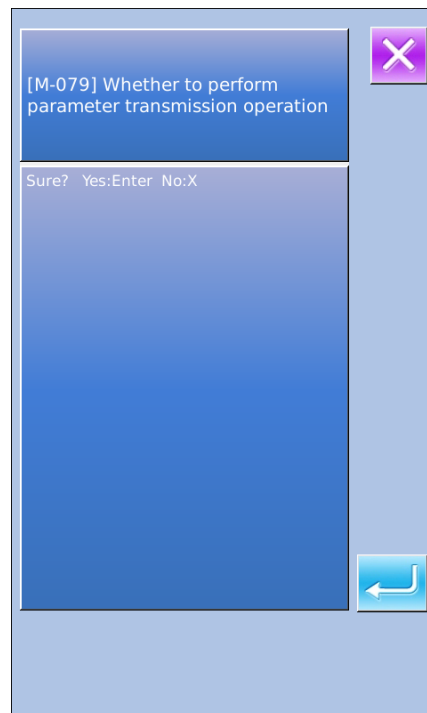 [M-079] Whether to perform
parameter transmission operation
Sure? Yes:Enter No:X